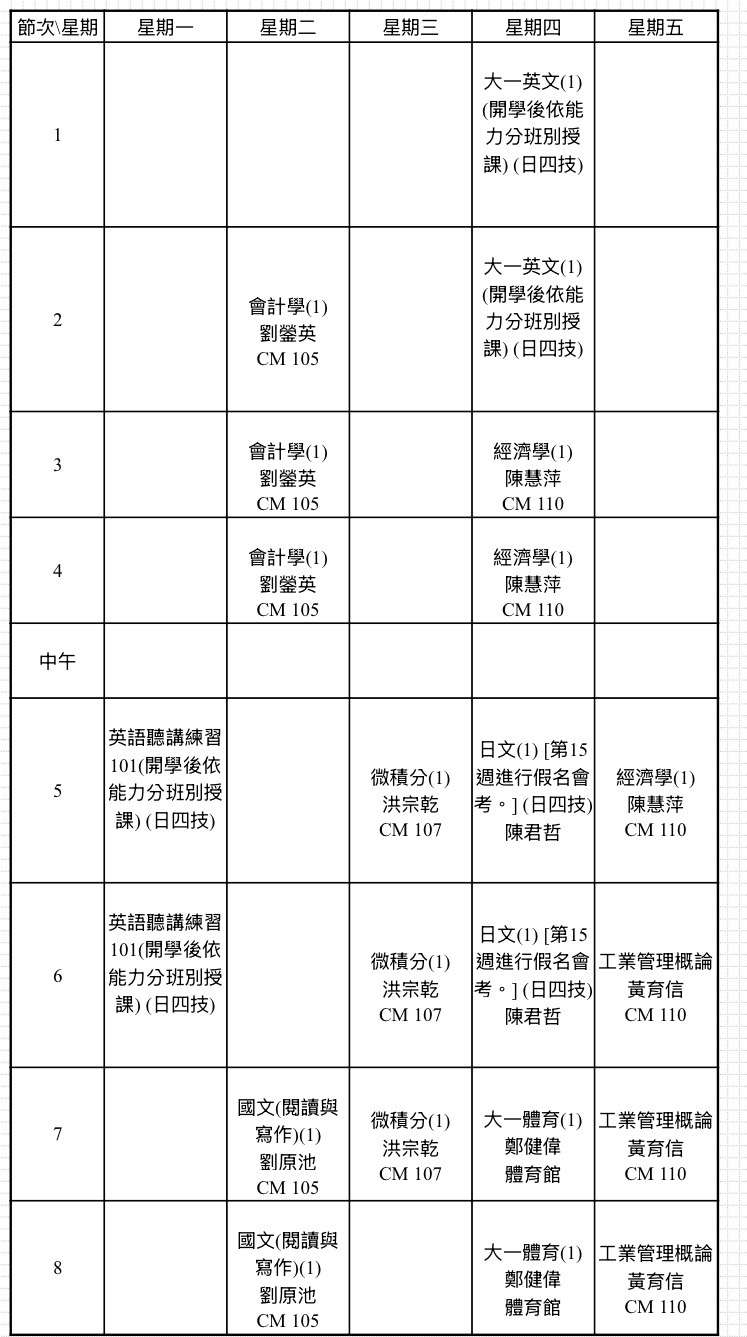 節次\星期 星期一 星期二 星期三 星期四 星期五
1
大一英文(1)
(開學後依能
力分班別授
課) (日四技)
2
會計學(1)
劉鎣英
CM 105
大一英文(1)
(開學後依能
力分班別授
課) (日四技)
3
會計學(1)
劉鎣英
CM 105
經濟學(1)
陳慧萍
CM 110
4
會計學(1)
劉鎣英
CM 105
經濟學(1)
陳慧萍
CM 110
中午
5
英語聽講練習
101(開學後依
能力分班別授
課) (日四技)
微積分(1)
洪宗乾
CM 107
日文(1) [第15
週進行假名會
考。] (日四技)
陳君哲
經濟學(1)
陳慧萍
CM 110
6
英語聽講練習
101(開學後依
能力分班別授
課) (日四技)
微積分(1)
洪宗乾
CM 107
日文(1) [第15
週進行假名會
考。] (日四技)
陳君哲
工業管理概論
黃育信
CM 110
7
國文(閱讀與
寫作)(1)
劉原池
CM 105
微積分(1)
洪宗乾
CM 107
大一體育(1)
鄭健偉
體育館
工業管理概論
黃育信
CM 110
8
國文(閱讀與
寫作)(1)
劉原池
CM 105
大一體育(1)
鄭健偉
體育館
工業管理概論
黃育信
CM 110